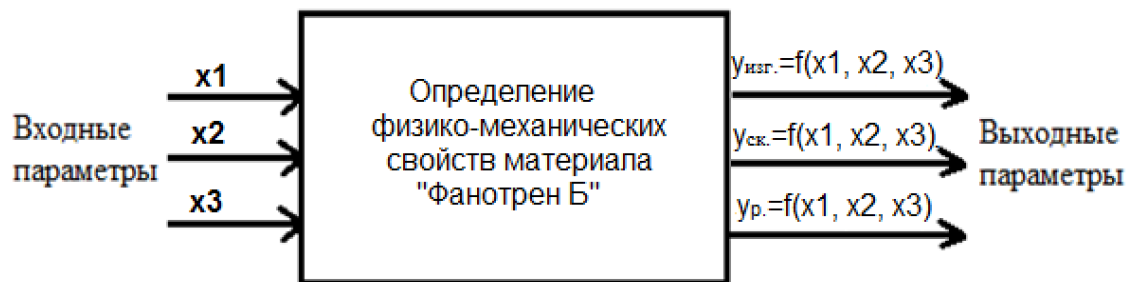 Входные
параметры
x1
x2
x3
Определение
физико-механических
свойств материала
"Фанотрен Б"
yизг.=f(x1, x2, x3)
yск.=f(x1, x2, x3)
yр.=f(x1, x2, x3)
Выходные
параметры